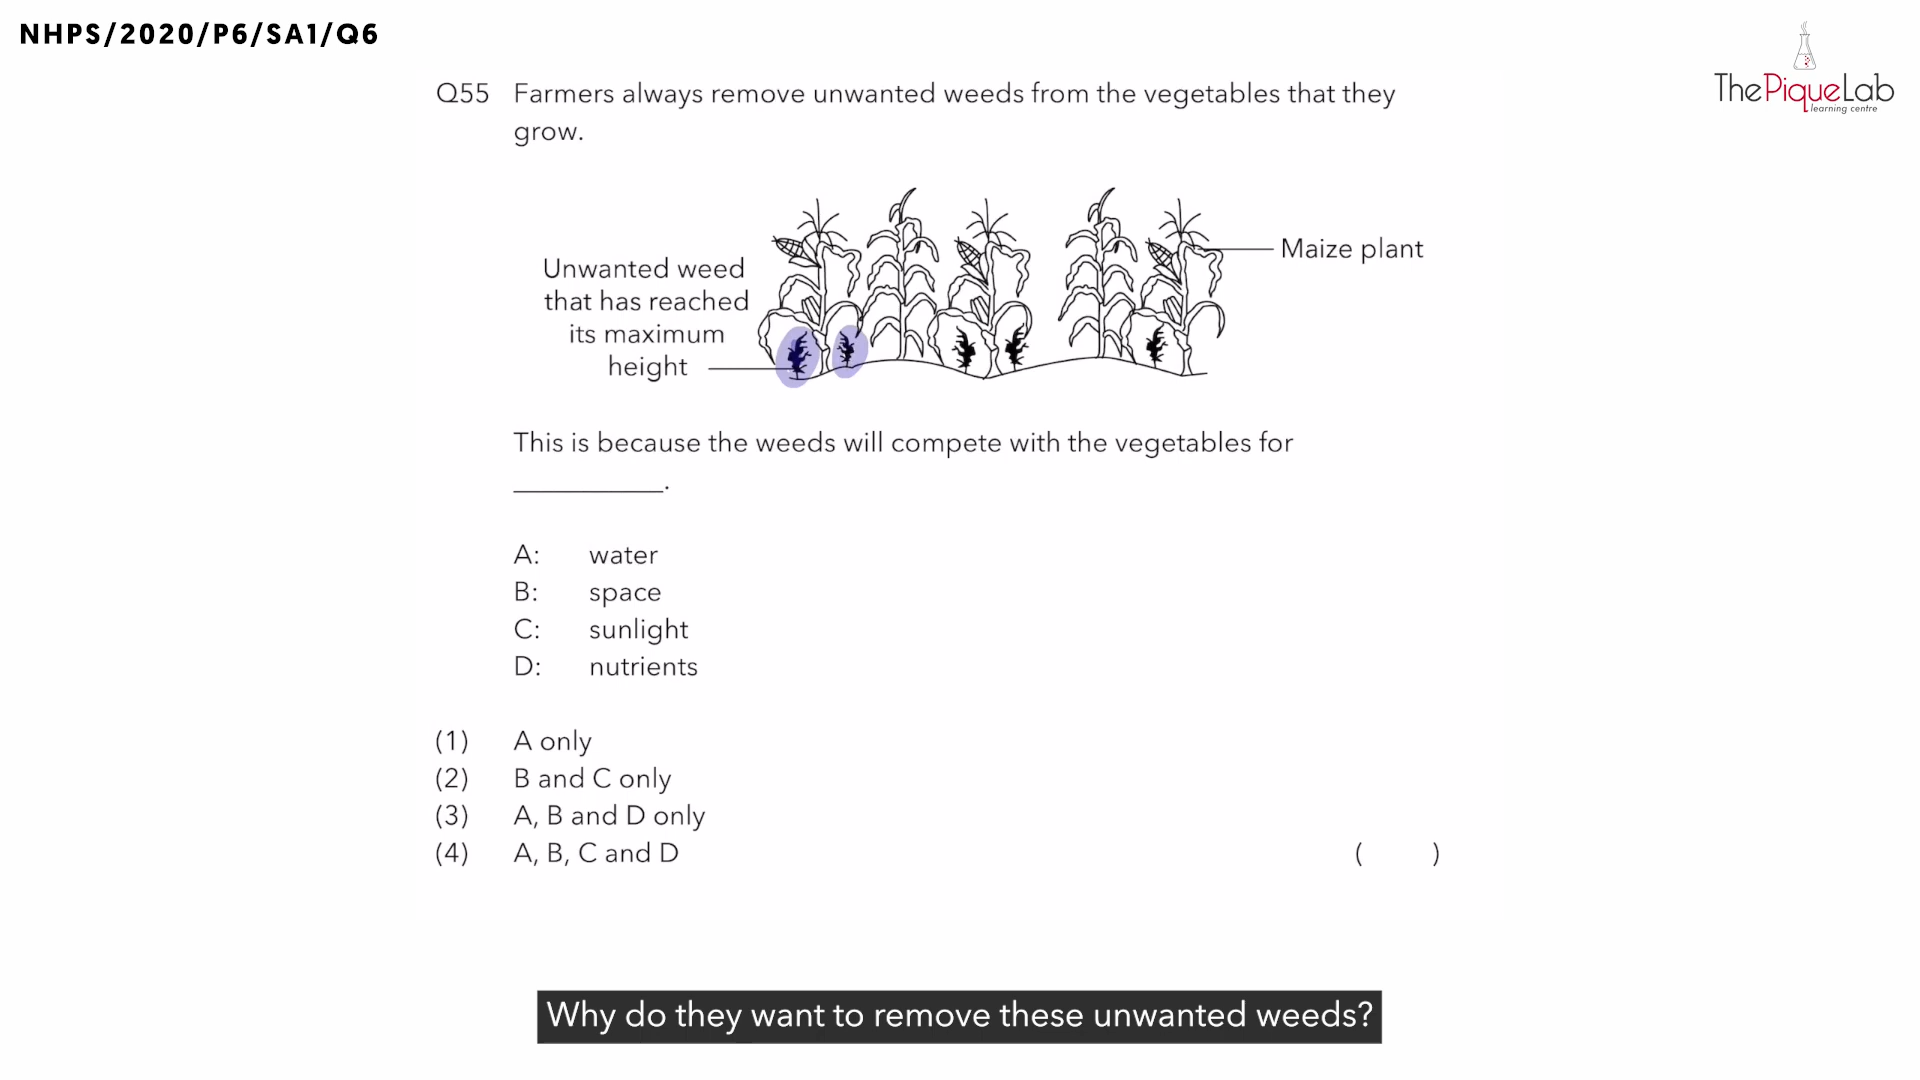 NHPS/2020/P6/SA1/Q6
ThePiqueLab
learning centre
Q55 Farmers always remove unwanted weeds from the vegetables that they
grow.
Unwanted weed
that has reached
its maximum
height
Maize plant
This is because the weeds will compete with the vegetables for
____________.
A: water
B: space
C: sunlight
D: nutrients
(1) A only
(2) B and C only
(3) A, B and D only
(4) A, B, C and D ( )
Why do they want to remove these unwanted weeds?